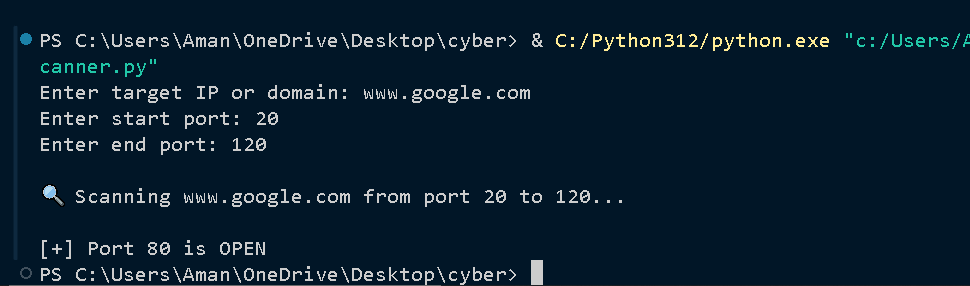 PS C:\Users\Aman\OneDrive\Desktop\cyber> & C:/Python312/python.exe "c:/Users/A
canner.py"
Enter target IP or domain: www.google.com
Enter start port: 20
Enter end port: 120
🔍 Scanning www.google.com from port 20 to 120...
[+] Port 80 is OPEN
PS C:\Users\Aman\OneDrive\Desktop\cyber>